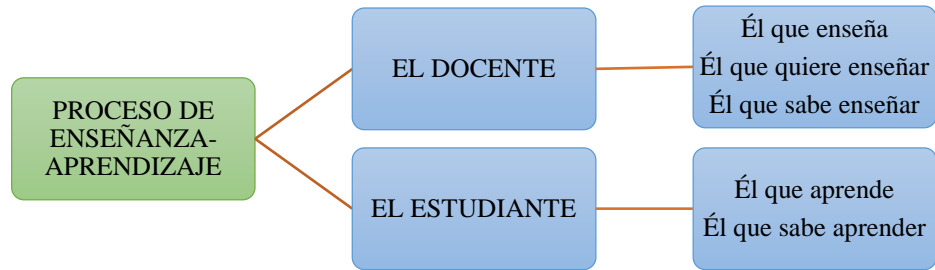 PROCESO DE
ENSEÑANZA-
APRENDIZAJE
EL DOCENTE
Él que enseña
Él que quiere enseñar
Él que sabe enseñar
EL ESTUDIANTE
Él que aprende
Él que sabe aprender